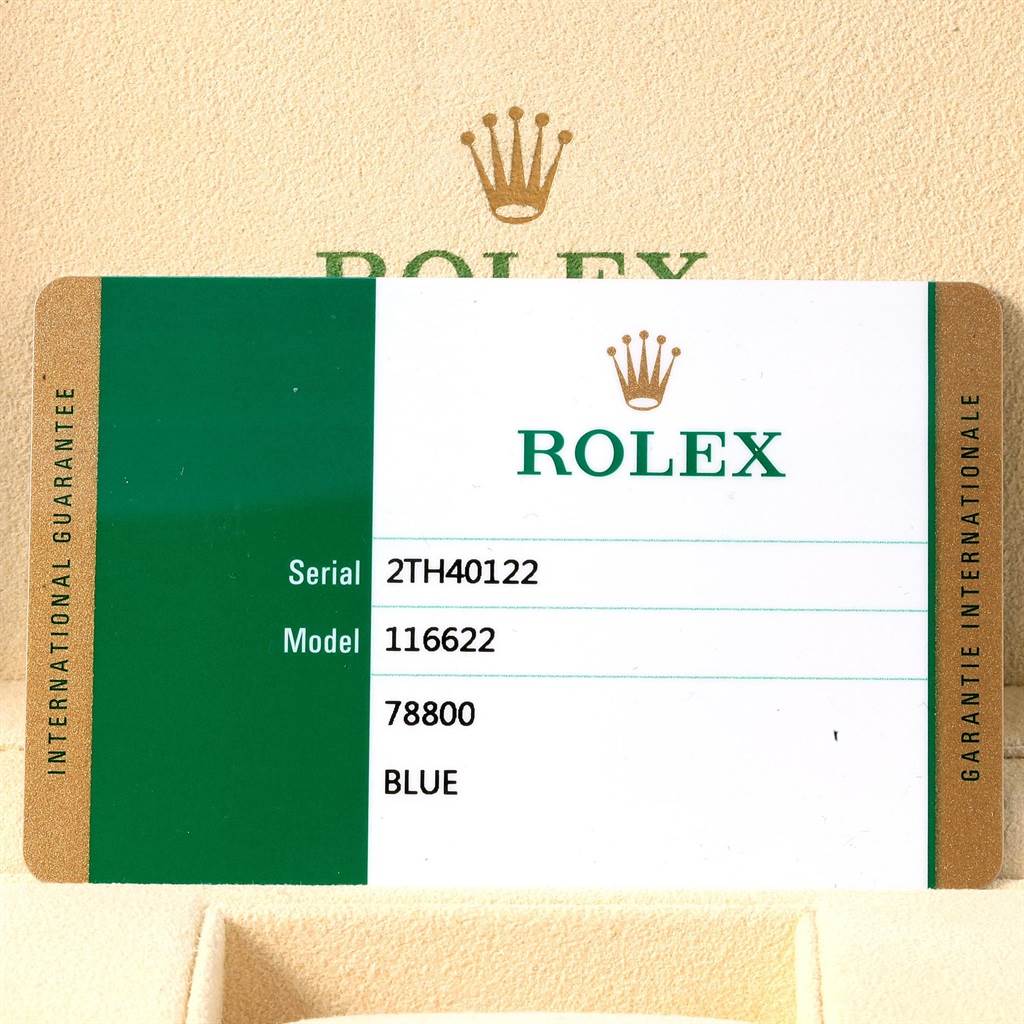 ROLEX
ROLEX
INTERNATIONAL GUARANTEE
Serial 2TH40122
Model 116622
78800
BLUE
GARANTIE INTERNATIONALE